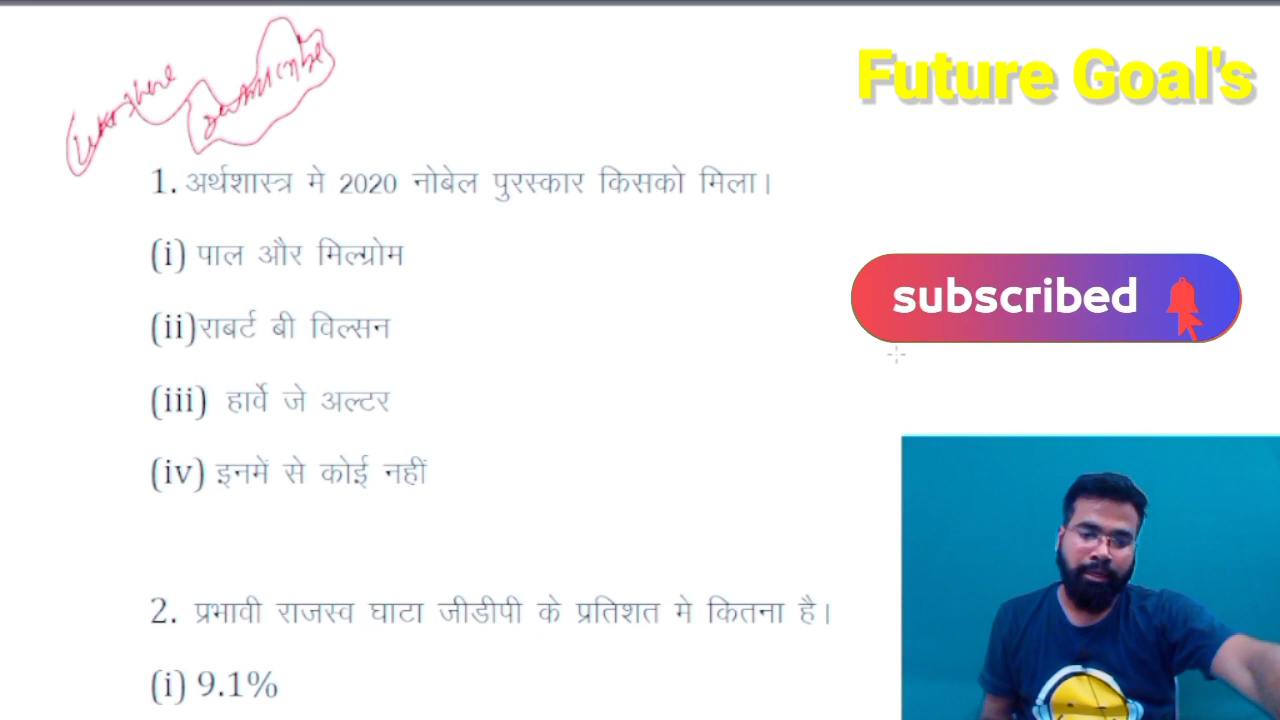 Future Goal's
1. अर्थशास्त्र मे 2020 नोबेल पुरस्कार किसको मिला।
(i) पाल और मिल्ग्रोम
(ii)राबर्ट बी विल्सन
subscribed
(iii) हार्वे जे अल्टर
(iv) इनमें से कोई नहीं
2. प्रभावी राजस्व घाटा जीडीपी के प्रतिशत मे कितना है।
(i) 9.1%